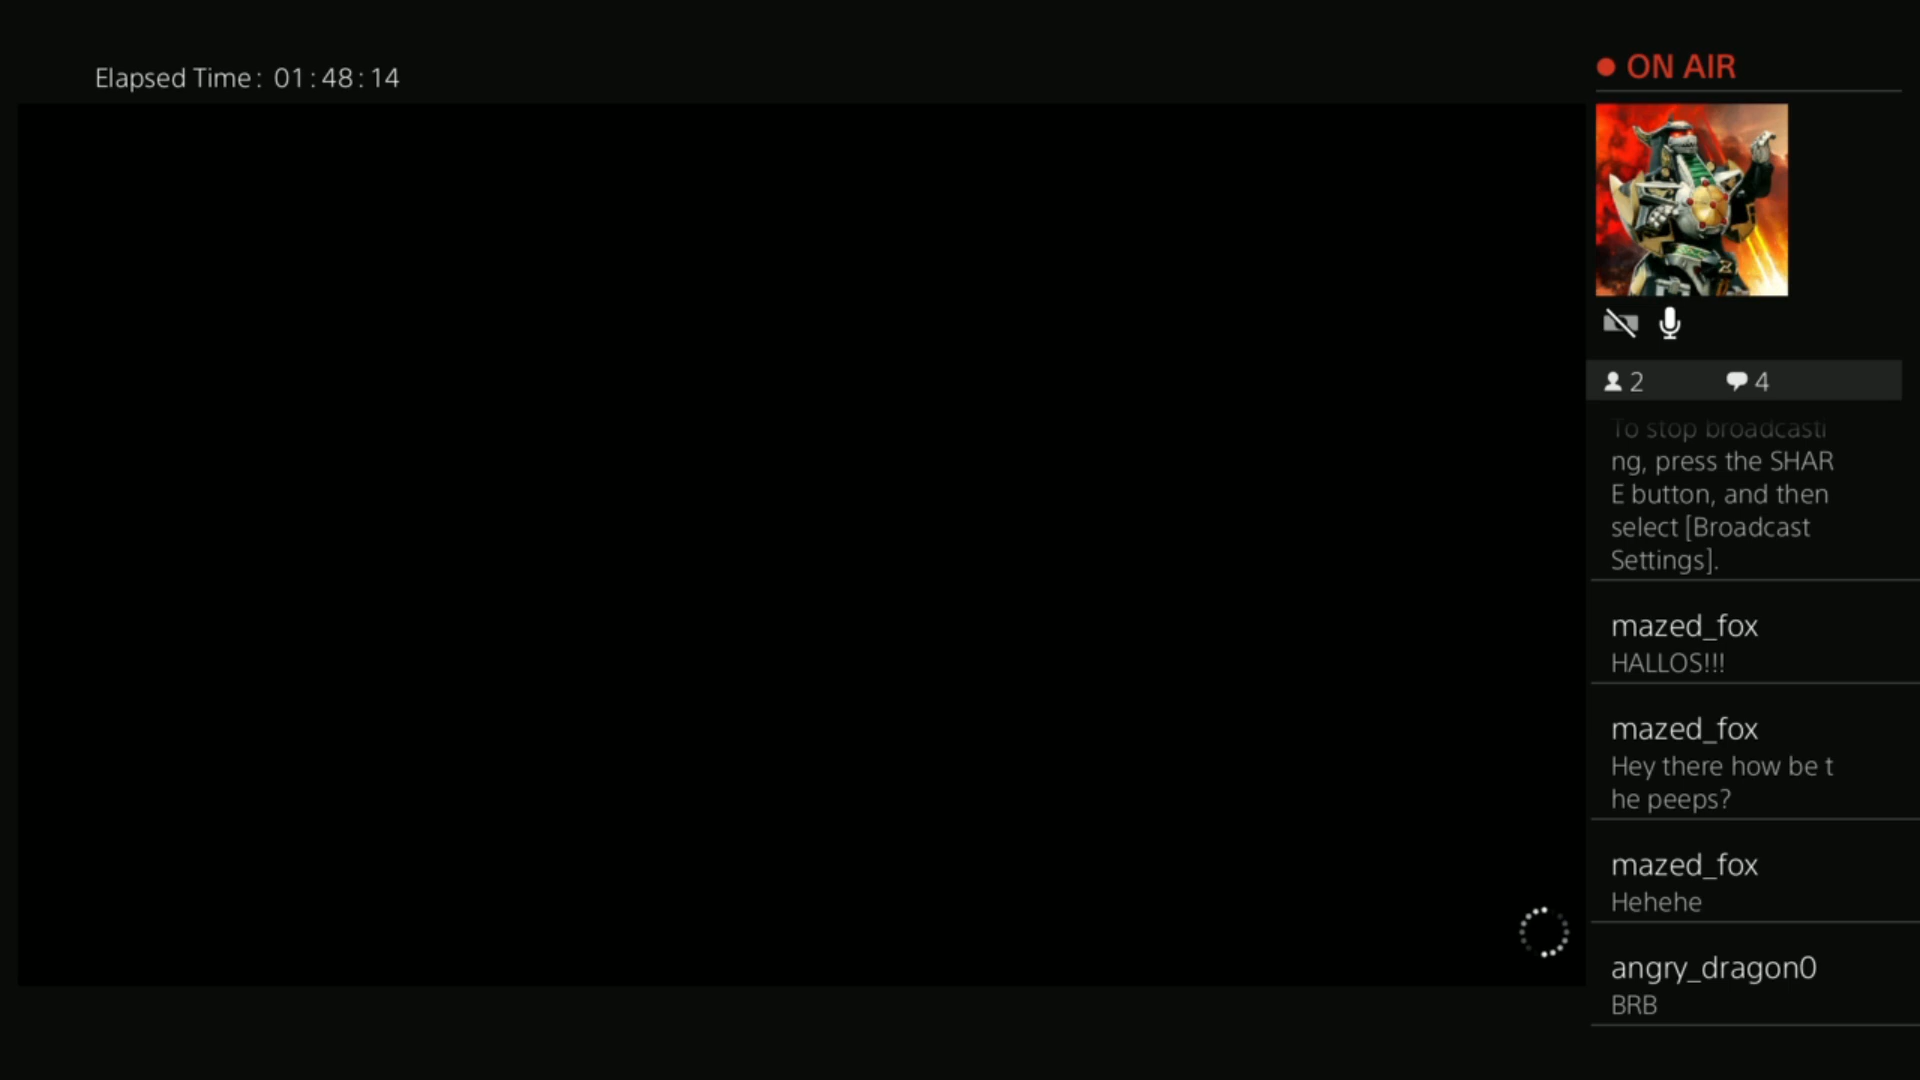 Elapsed Time: 01:48:14
ON AIR
2 4
To stop broadcasti
ng, press the SHAR
E button, and then
select [Broadcast
Settings].
mazed_fox
HALLOS!!!
mazed_fox
Hey there how be t
he peeps?
mazed_fox
Hehehe
angry_dragon0
BRB